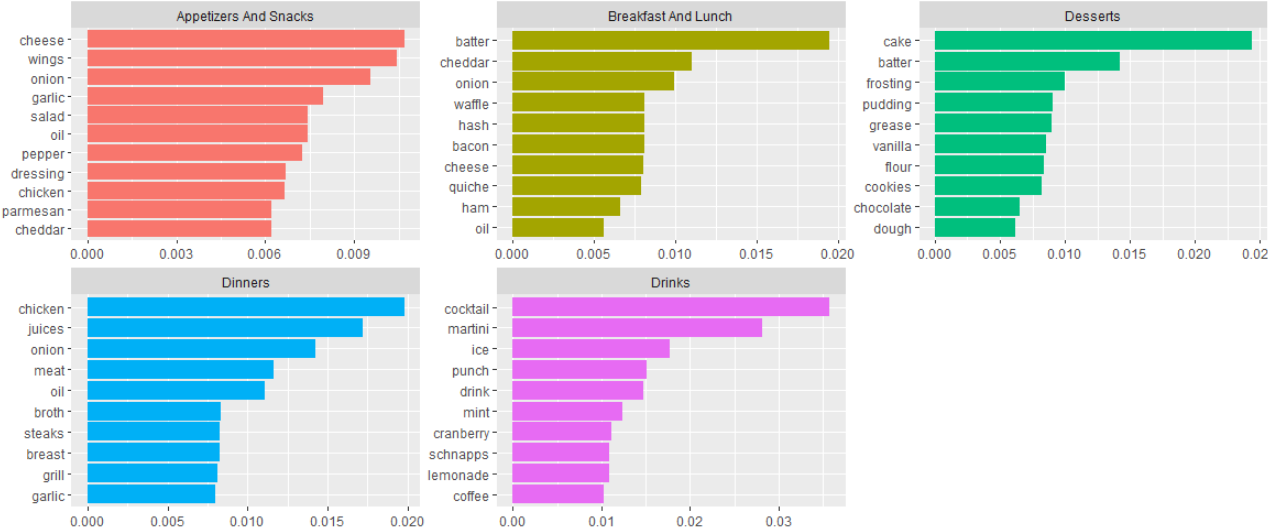 Appetizers And Snacks
cheese
wings
onion
garlic
salad
oil
pepper
dressing
chicken
parmesan
cheddar
0.000 0.003 0.006 0.009
Breakfast And Lunch
batter
cheddar
onion
waffle
hash
bacon
cheese
quiche
ham
oil
0.000 0.005 0.010 0.015 0.020
Desserts
cake
batter
frosting
pudding
grease
vanilla
flour
cookies
chocolate
dough
0.000 0.005 0.010 0.015 0.020 0.02
Dinners
chicken
juices
onion
meat
oil
broth
steaks
breast
grill
garlic
0.000 0.005 0.010 0.015 0.020
Drinks
cocktail
martini
ice
punch
drink
mint
cranberry
schnapps
lemonade
coffee
0.00 0.01 0.02 0.03